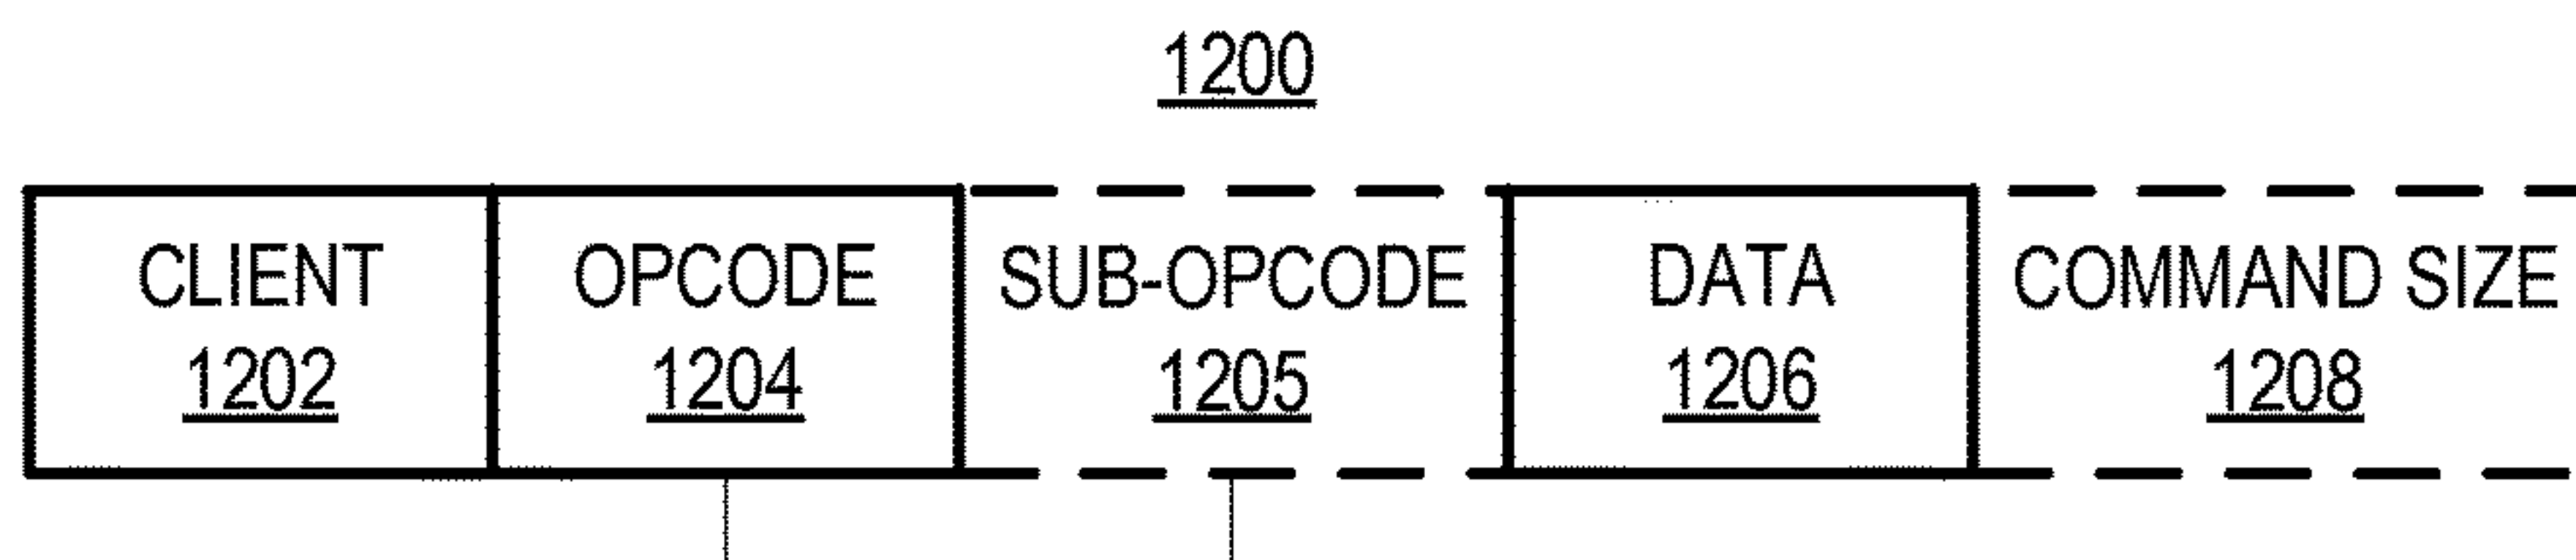 1200
CLIENT OPCODE SUB-OPCODE DATA COMMAND SIZE
1202 1204 1205 1206 1208